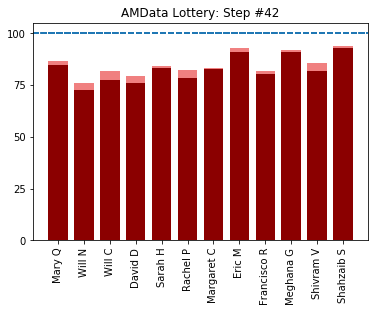 AMData Lottery: Step #42
100
75
50
25
0
Mary Q
Will N
Will C
David D
Sarah H
Rachel P
Margaret C
Eric M
Francisco R
Meghana G
Shivram V
Shahzaib S